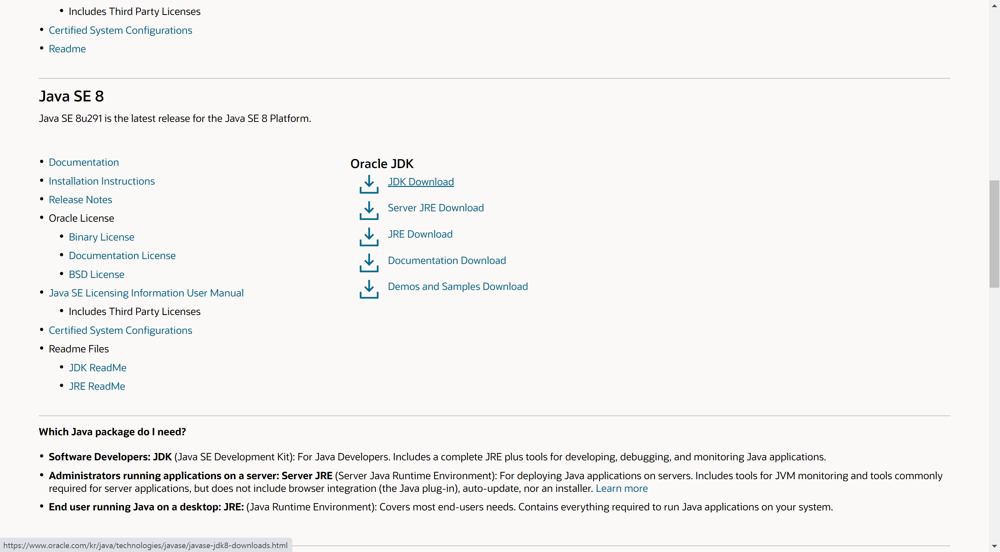 Includes Third Party Licenses
Certified System Configurations
Readme
Java SE 8
Java SE 8u291 is the latest release for the Java SE 8 Platform.
Documentation
Installation Instructions
Release Notes
Oracle License
Binary License
Documentation License
BSD License
Java SE Licensing Information User Manual
Includes Third Party Licenses
Certified System Configurations
Readme Files
JDK ReadMe
JRE ReadMe
Oracle JDK
JDK Download
Server JRE Download
JRE Download
Documentation Download
Demos and Samples Download
Which Java package do I need?
Software Developers: JDK (Java SE Development Kit): For Java Developers. Includes a complete JRE plus tools for developing, debugging, and monitoring Java applications.
Administrators running applications on a server: Server JRE (Server Java Runtime Environment): For deploying Java applications on servers. Includes tools for JVM monitoring and tools commonly
required for server applications, but does not include browser integration (the Java plug-in), auto-update, nor an installer. Learn more
End user running Java on a desktop: JRE: (Java Runtime Environment): Covers most end-users needs. Contains everything required to run Java applications on your system.
https://www.oracle.com/kr/java/technologies/javase/javase-jdk8-downloads.html